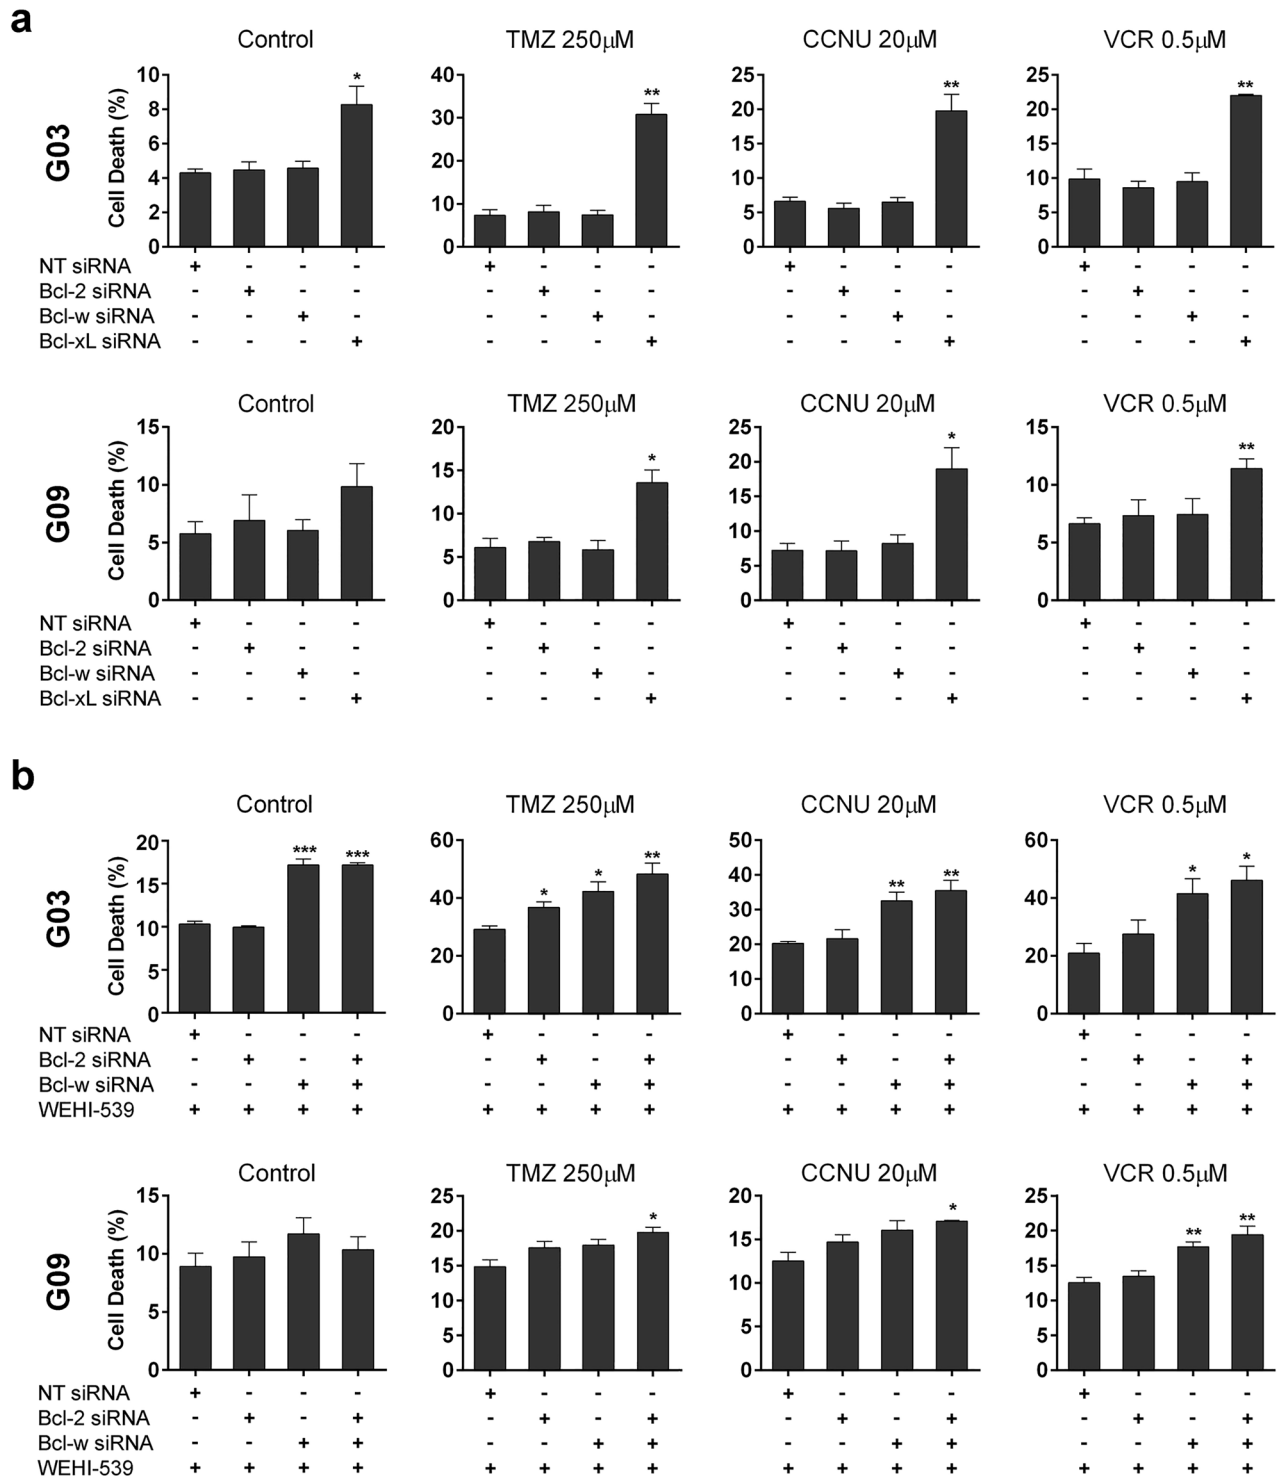 a
Control TMZ 250μM CCNU 20μM VCR 0.5μM
G03
Cell Death (%)
10 40 25 25
8 30 20 20
6 20 15 15
4 10 10 10
2 5 5
0 0 0 0
* ** ** **
NT siRNA + - - - + - - - + - - - + - - -
Bcl-2 siRNA - + - - - + - - - + - - - + - -
Bcl-w siRNA - - + - - - + - - - + - - - + -
Bcl-xL siRNA - - - + - - - + - - - + - - - +
Control TMZ 250μM CCNU 20μM VCR 0.5μM
G09
Cell Death (%)
15 20 25 15
10 15 20 10
5 10 15 5
0 5 10 0
0 5
0
* * **
NT siRNA + - - - + - - - + - - - + - - -
Bcl-2 siRNA - + - - - + - - - + - - - + - -
Bcl-w siRNA - - + - - - + - - - + - - - + -
Bcl-xL siRNA - - - + - - - + - - - + - - - +
b
Control TMZ 250μM CCNU 20μM VCR 0.5μM
G03
Cell Death (%)
20 60 50 60
15 40 40 40
10 20 30 20
5 0 20 0
0 10
0
*** *** * * ** ** ** * *
NT siRNA + - - - + - - - + - - - + - - -
Bcl-2 siRNA - + - + - + - + - + - + - + - +
Bcl-w siRNA - - + + - - + + - - + + - - + +
WEHI-539 + + + + + + + + + + + + + + + +
Control TMZ 250μM CCNU 20μM VCR 0.5μM
G09
Cell Death (%)
15 25 20 25
10 20 15 20
5 15 10 15
0 10 5 10
5 0 5
0 0
* * ** **
NT siRNA + - - - + - - - + - - - + - - -
Bcl-2 siRNA - + - + - + - + - + - + - + - +
Bcl-w siRNA - - + + - - + + - - + + - - + +
WEHI-539 + + + + + + + + + + + + + + + +